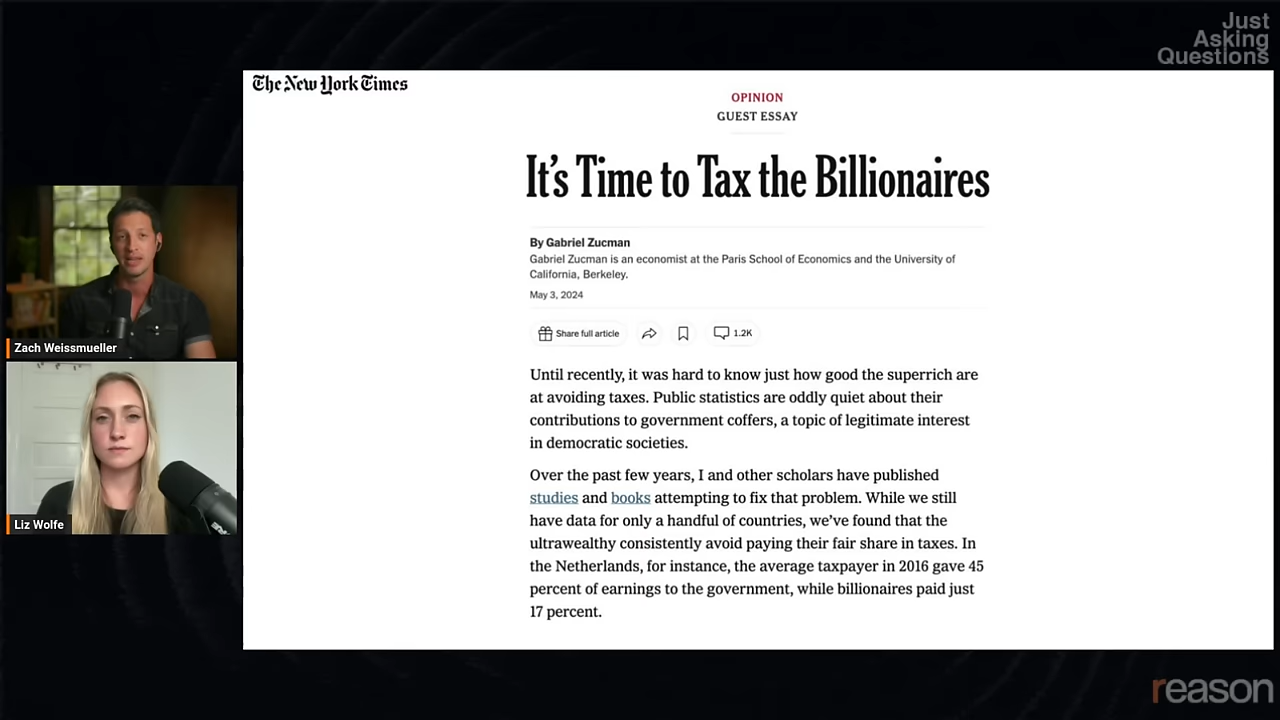 Just
Asking
Questions
The New York Times
OPINION
GUEST ESSAY
It's Time to Tax the Billionaires
By Gabriel Zucman
Gabriel Zucman is an economist at the Paris School of Economics and the University of
California, Berkeley.
May 3, 2024
Share full article
1.2K
Until recently, it was hard to know just how good the superrich are
at avoiding taxes. Public statistics are oddly quiet about their
contributions to government coffers, a topic of legitimate interest
in democratic societies.
Over the past few years, I and other scholars have published
studies and books attempting to fix that problem. While we still
have data for only a handful of countries, we've found that the
ultrawealthy consistently avoid paying their fair share in taxes. In
the Netherlands, for instance, the average taxpayer in 2016 gave 45
percent of earnings to the government, while billionaires paid just
17 percent.
Zach Weissmueller
Liz Wolfe
reason